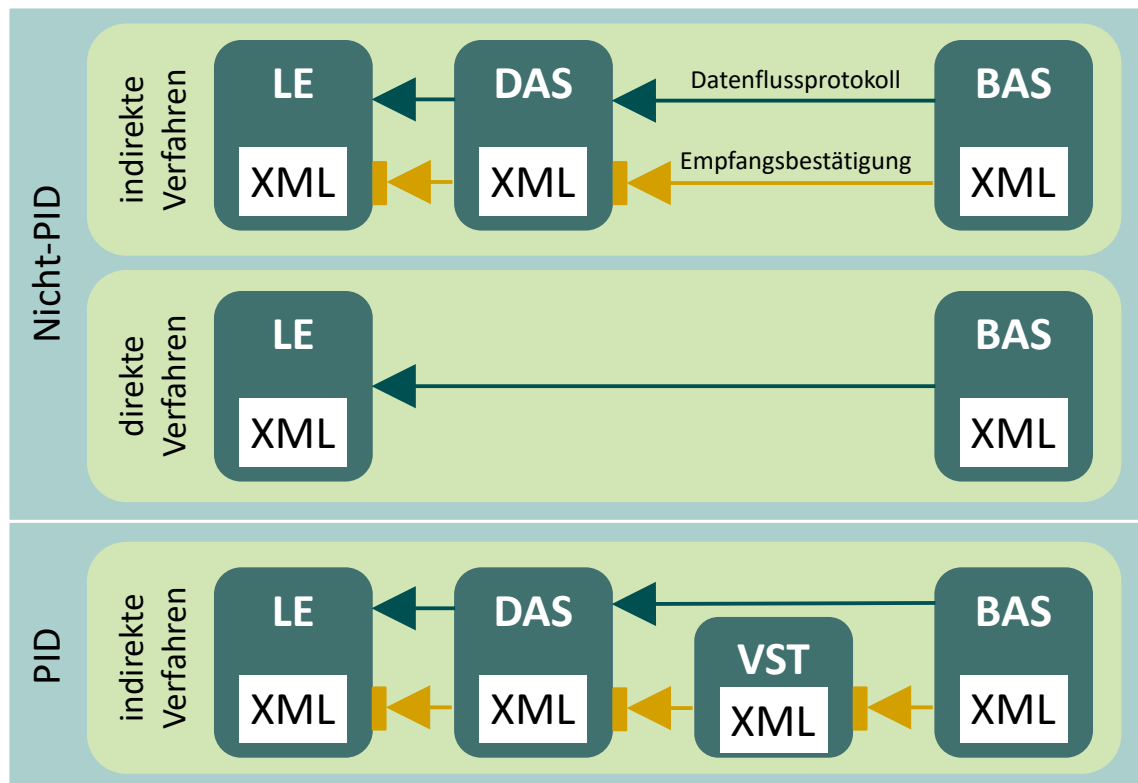 Nicht-PID
indirekte
Verfahren
LE
DAS
BAS
Datenflussprotokoll
Empfangsbestätigung
XML
XML
XML
direkte
Verfahren
LE
BAS
XML
XML
PID
indirekte
Verfahren
LE
DAS
VST
BAS
XML
XML
XML
XML